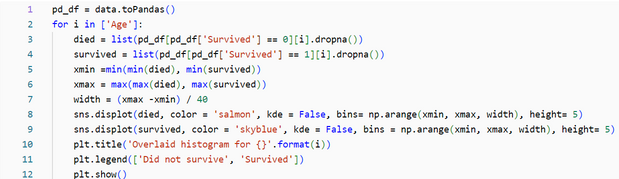 1 pd_df = data.toPandas()
2 for i in ['Age']:
3 died = list(pd_df[pd_df['Survived'] == 0][i].dropna())
4 survived = list(pd_df[pd_df['Survived'] == 1][i].dropna())
5 xmin =min(min(died), min(survived))
6 xmax = max(max(died), max(survived))
7 width = (xmax -xmin) / 40
8 sns.displot(died, color = 'salmon', kde = False, bins= np.arange(xmin, xmax, width), height= 5)
9 sns.displot(survived, color = 'skyblue', kde = False, bins = np.arange(xmin, xmax, width), height= 5)
10 plt.title('Overlaid histogram for {}'.format(i))
11 plt.legend(['Did not survive', 'Survived'])
12 plt.show()